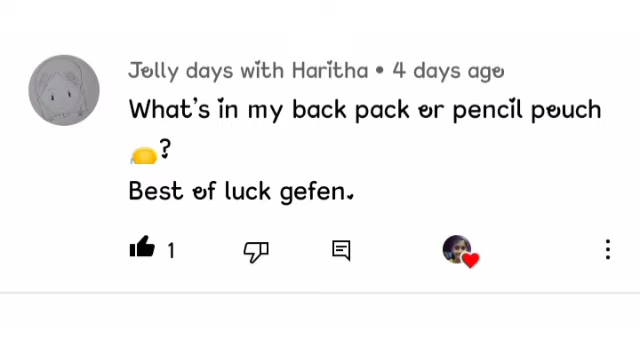 Jolly days with Haritha • 4 days ago
What's in my back pack or pencil pouch
👝?
Best of luck gefen.
1